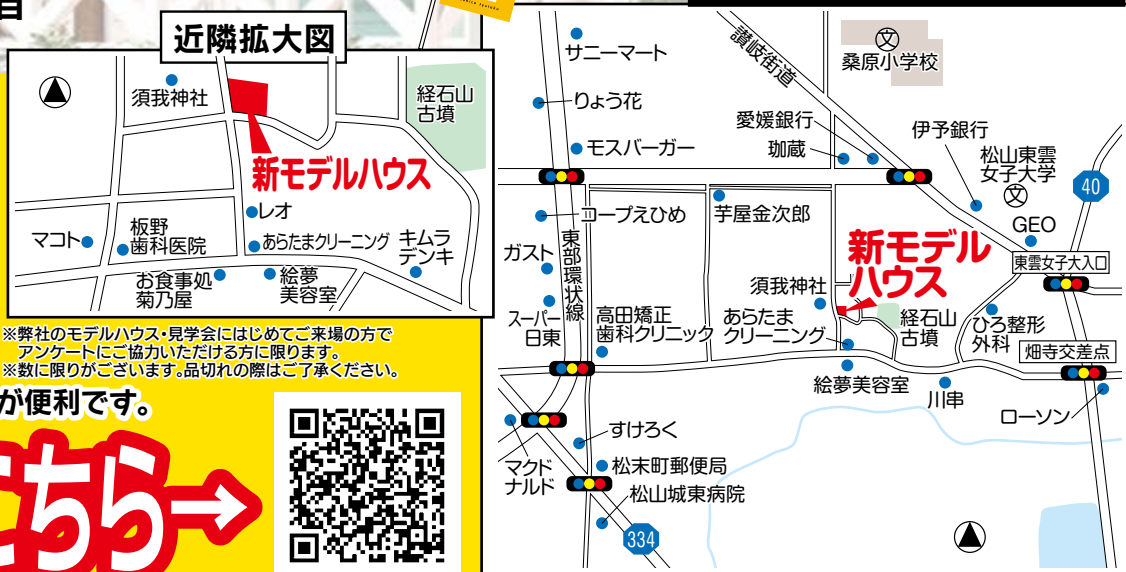 近隣拡大図
須我神社
経石山
古墳
新モデルハウス
レオ
マコト
板野
歯科医院
あらたまクリーニング
キムラ
デンキ
お食事処
菊乃屋
絵夢
美容室
※弊社のモデルハウス・見学会にはじめてご来場の方で
アンケートにご協力いただける方に限ります。
※数に限りがございます。品切れの際はご了承ください。
が便利です。
こちら→
サニーマート
りょう花
モスバーガー
讃岐街道
文
桑原小学校
愛媛銀行
珈蔵
伊予銀行
松山東雲
女子大学
文
40
コープえひめ
芋屋金次郎
GEO
東雲女子大入口
ガスト
東部環状線
新モデル
ハウス
須我神社
スーパー
日東
高田矯正
歯科クリニック
あらたま
クリーニング
経石山
古墳
ひろ整形
外科
畑寺交差点
絵夢美容室
川串
ローソン
すけろく
マクド
ナルド
松末町郵便局
松山城東病院
334